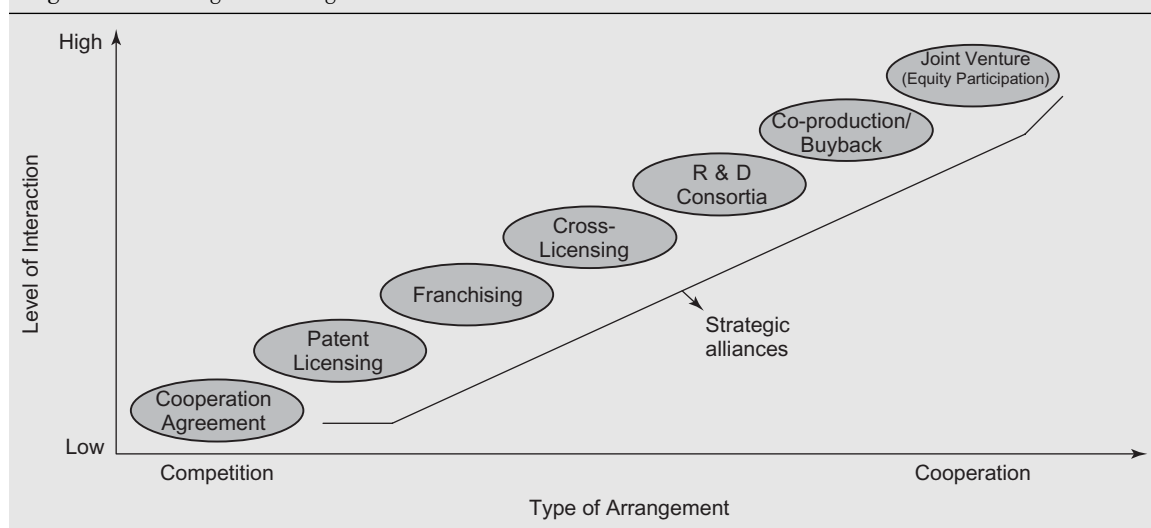 High
Joint Venture
(Equity Participation)
Co-production/
Buyback
R & D
Consortia
Cross-
Licensing
Franchising
Patent
Licensing
Cooperation
Agreement
Strategic
alliances
Level of Interaction
Low
Competition
Cooperation
Type of Arrangement